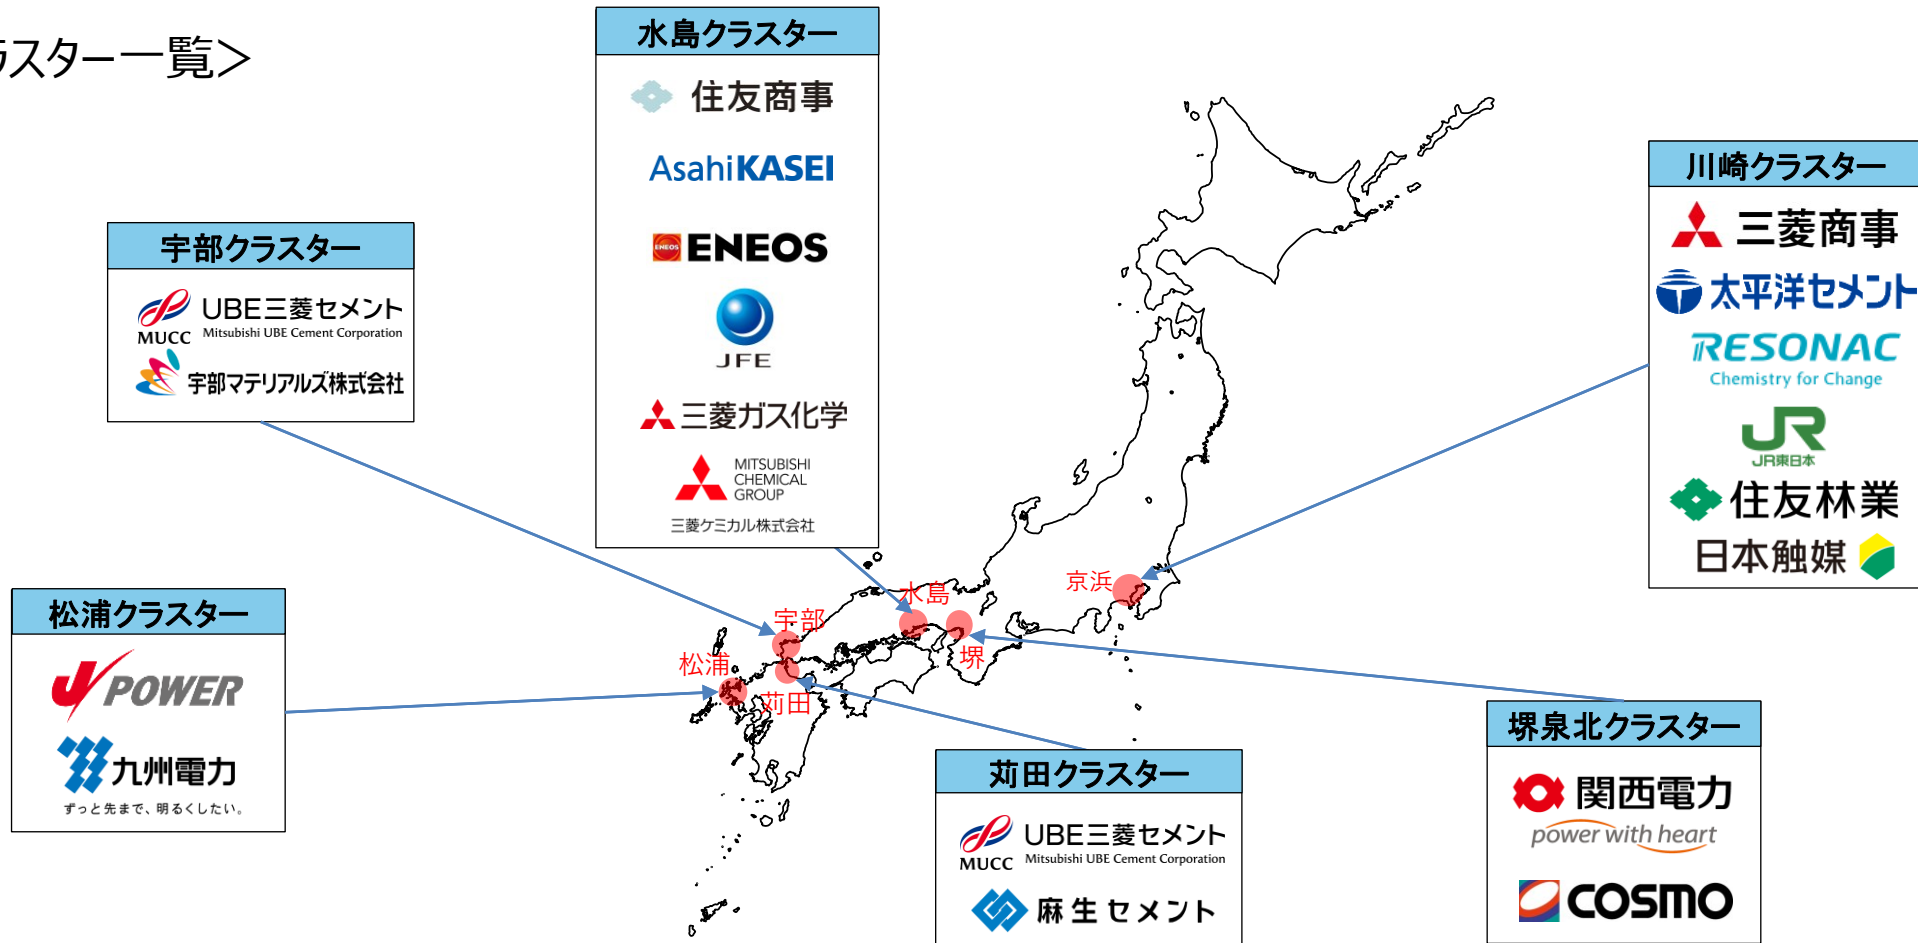 ラスター一覧＞
水島クラスター
住友商事
AsahiKASEI
ENEOS
ENEOS
JFE
三菱ガス化学
MITSUBISHI
CHEMICAL
GROUP
三菱ケミカル株式会社
川崎クラスター
三菱商事
太平洋セメント
RESONAC
Chemistry for Change
JR
JR東日本
住友林業
日本触媒
宇部クラスター
MUCC
UBE三菱セメント
Mitsubishi UBE Cement Corporation
宇部マテリアルズ株式会社
松浦クラスター
J POWER
九州電力
ずっと先まで、明るくしたい。
京浜
水島
宇部
堺
松浦
苅田
苅田クラスター
MUCC
UBE三菱セメント
Mitsubishi UBE Cement Corporation
麻生セメント
堺泉北クラスター
関西電力
power with heart
COSMO